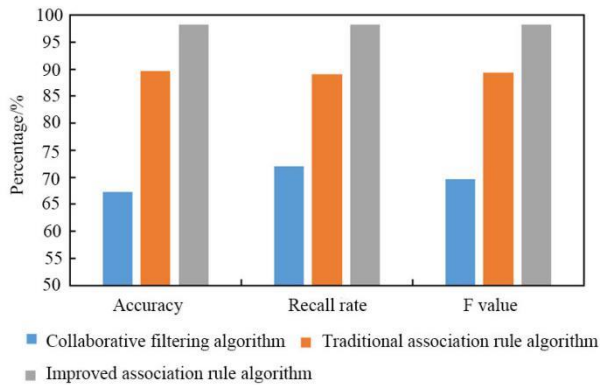 100
95
90
85
80
75
70
65
60
55
50
Percentage/%
Accuracy Recall rate F value
Collaborative filtering algorithm Traditional association rule algorithm
Improved association rule algorithm